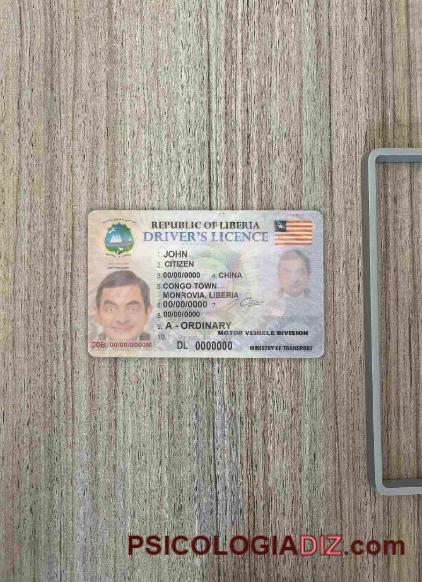 REPUBLIC OF LIBERIA
DRIVER'S LICENCE
1. JOHN
2. CITIZEN
3. 00/00/0000 4. CHINA
5. CONGO TOWN
MONROVIA, LIBERIA
6. 00/00/0000 7.
8. 00/00/0000
9. A - ORDINARY
MOTOR VEHICLE DIVISION
10.
DOB: 00/00/0000M
DL 0000000
MINISTRY OF TRANSPORT
PSICOLOGIADIZ.com